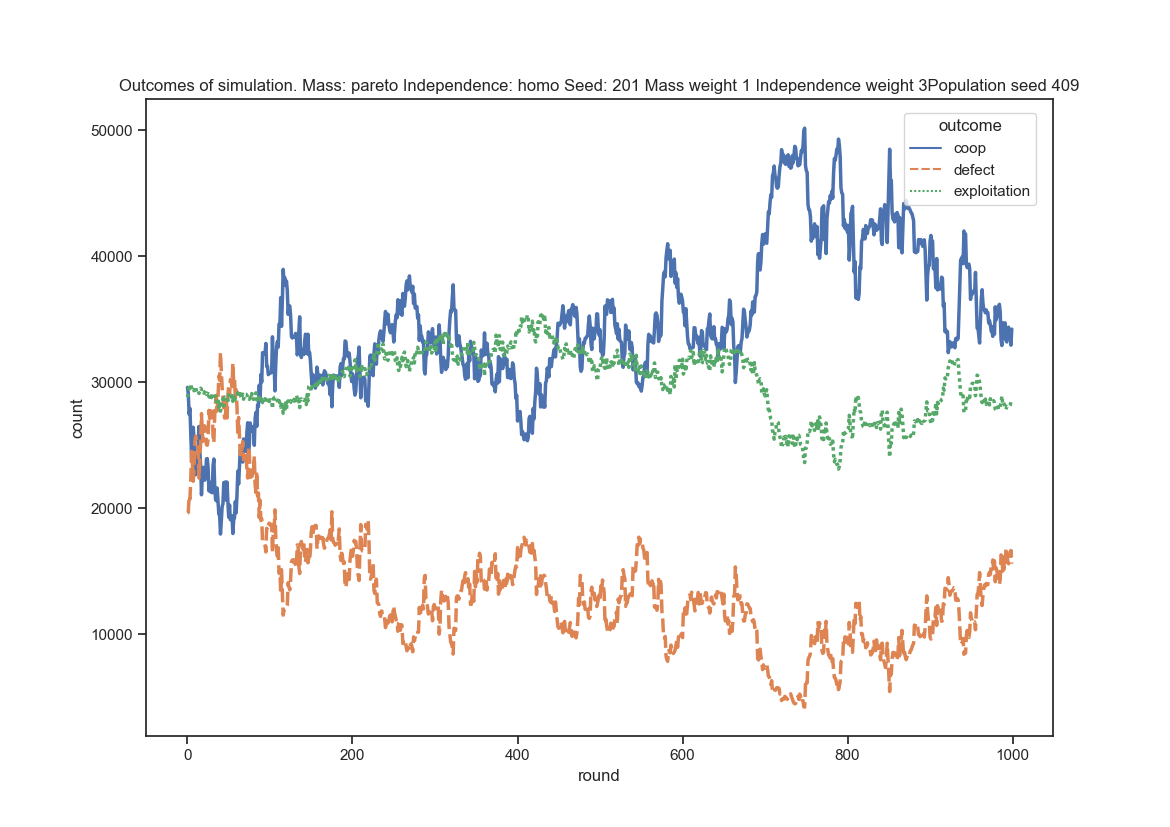 Outcomes of simulation. Mass: pareto Independence: homo Seed: 201 Mass weight 1 Independence weight 3Population seed 409
outcome
coop
defect
exploitation
50000
40000
30000
20000
10000
count
0 200 400 600 800 1000
round